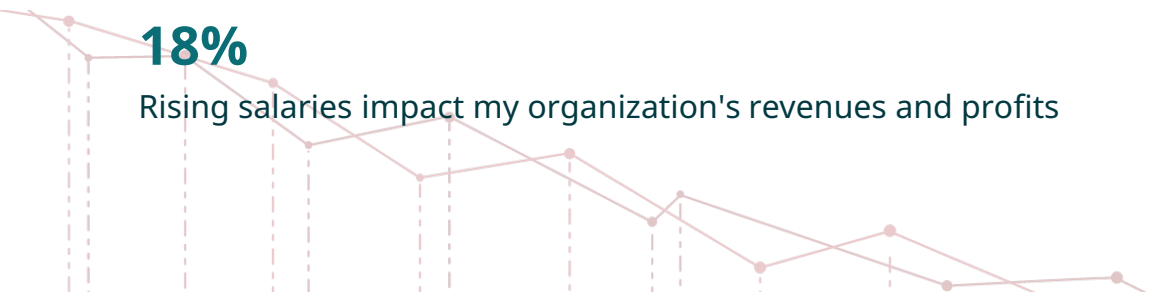 18%
Rising salaries impact my organization's revenues and profits